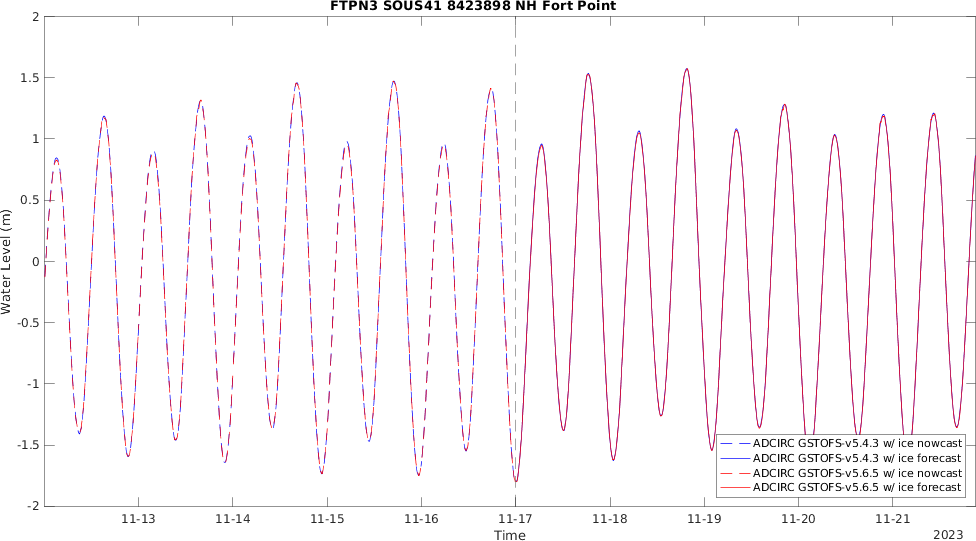 FTPN3 SOUS41 8423898 NH Fort Point
2
1.5
1
0.5
0
-0.5
-1
-1.5
-2
Water Level (m)
ADCIRC GSTOFS-v5.4.3 w/ ice nowcast
ADCIRC GSTOFS-v5.4.3 w/ ice forecast
ADCIRC GSTOFS-v5.6.5 w/ ice nowcast
ADCIRC GSTOFS-v5.6.5 w/ ice forecast
11-13 11-14 11-15 11-16 11-17 11-18 11-19 11-20 11-21
Time
2023